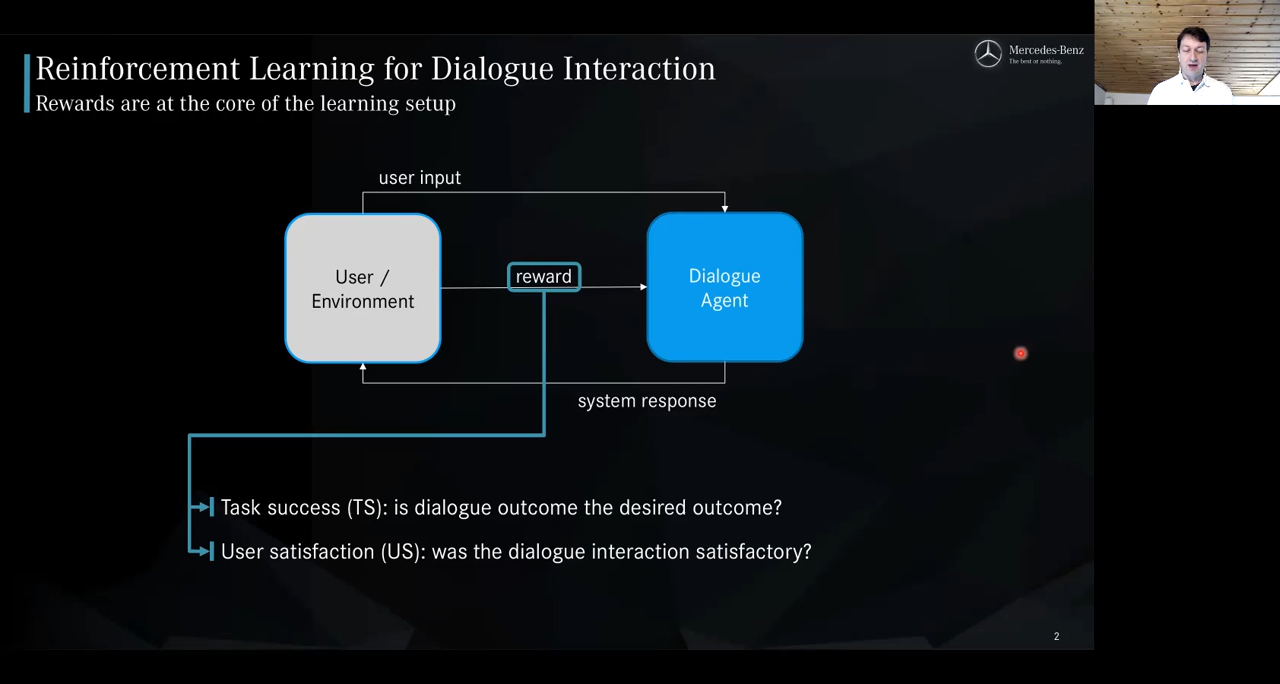 Reinforcement Learning for Dialogue Interaction
Rewards are at the core of the learning setup
Mercedes-Benz
The best or nothing.
user input
User /
Environment
reward
Dialogue
Agent
system response
Task success (TS): is dialogue outcome the desired outcome?
User satisfaction (US): was the dialogue interaction satisfactory?
2